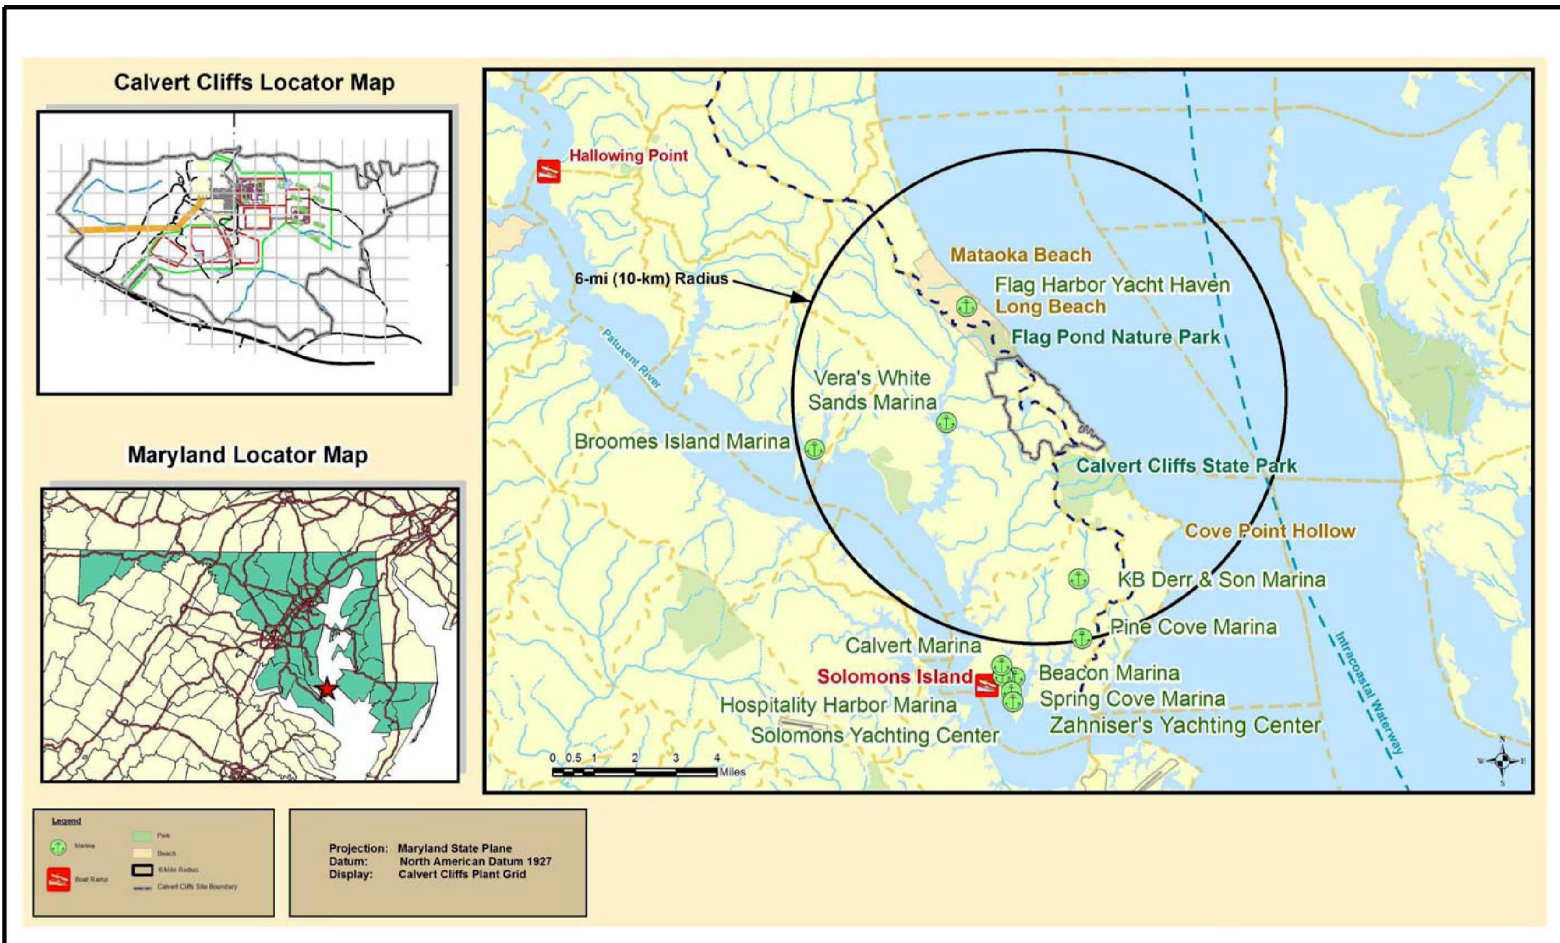 Calvert Cliffs Locator Map
Maryland Locator Map
Hallowing Point
6-mi (10-km) Radius
Mataoka Beach
Flag Harbor Yacht Haven
Long Beach
Flag Pond Nature Park
Patuxent River
Vera's White
Sands Marina
Broomes Island Marina
Calvert Cliffs State Park
Cove Point Hollow
KB Derr & Son Marina
Pine Cove Marina
Calvert Marina
Solomons Island
Beacon Marina
Hospitality Harbor Marina
Spring Cove Marina
Solomons Yachting Center
Zahniser's Yachting Center
Intracoastal Waterway
0 0.5 1 2 3 4
Miles
N
W E
S
Legend
Marina
Boat Ramp
Park
Beach
6-Mile Radius
Calvert Cliffs Site Boundary
Projection: Maryland State Plane
Datum: North American Datum 1927
Display: Calvert Cliffs Plant Grid